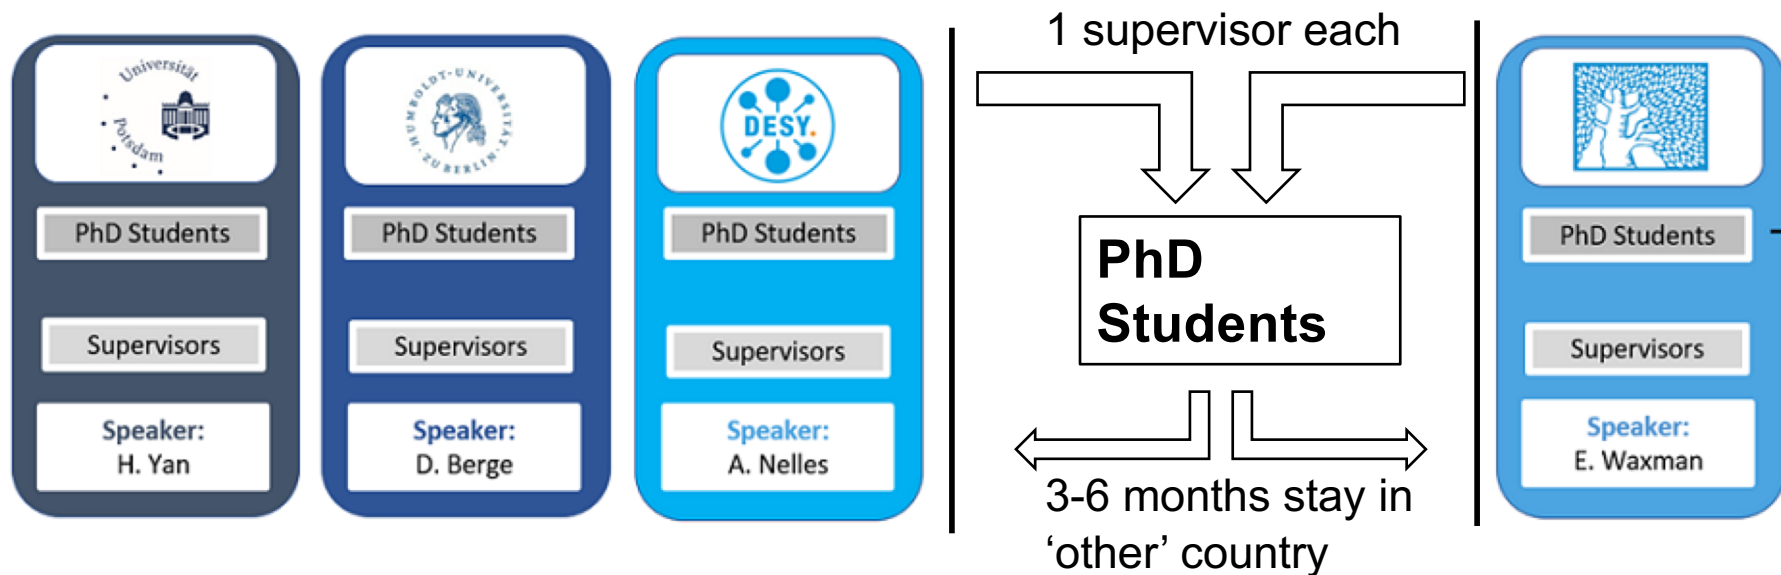 Universität
Potsdam
PhD Students
Supervisors
Speaker:
H. Yan
HUMBOLDT-UNIVERSITÄT
ZU BERLIN
PhD Students
Supervisors
Speaker:
D. Berge
DESY.
PhD Students
Supervisors
Speaker:
A. Nelles
1 supervisor each
PhD
Students
3-6 months stay in
‘other’ country
PhD Students
Supervisors
Speaker:
E. Waxman